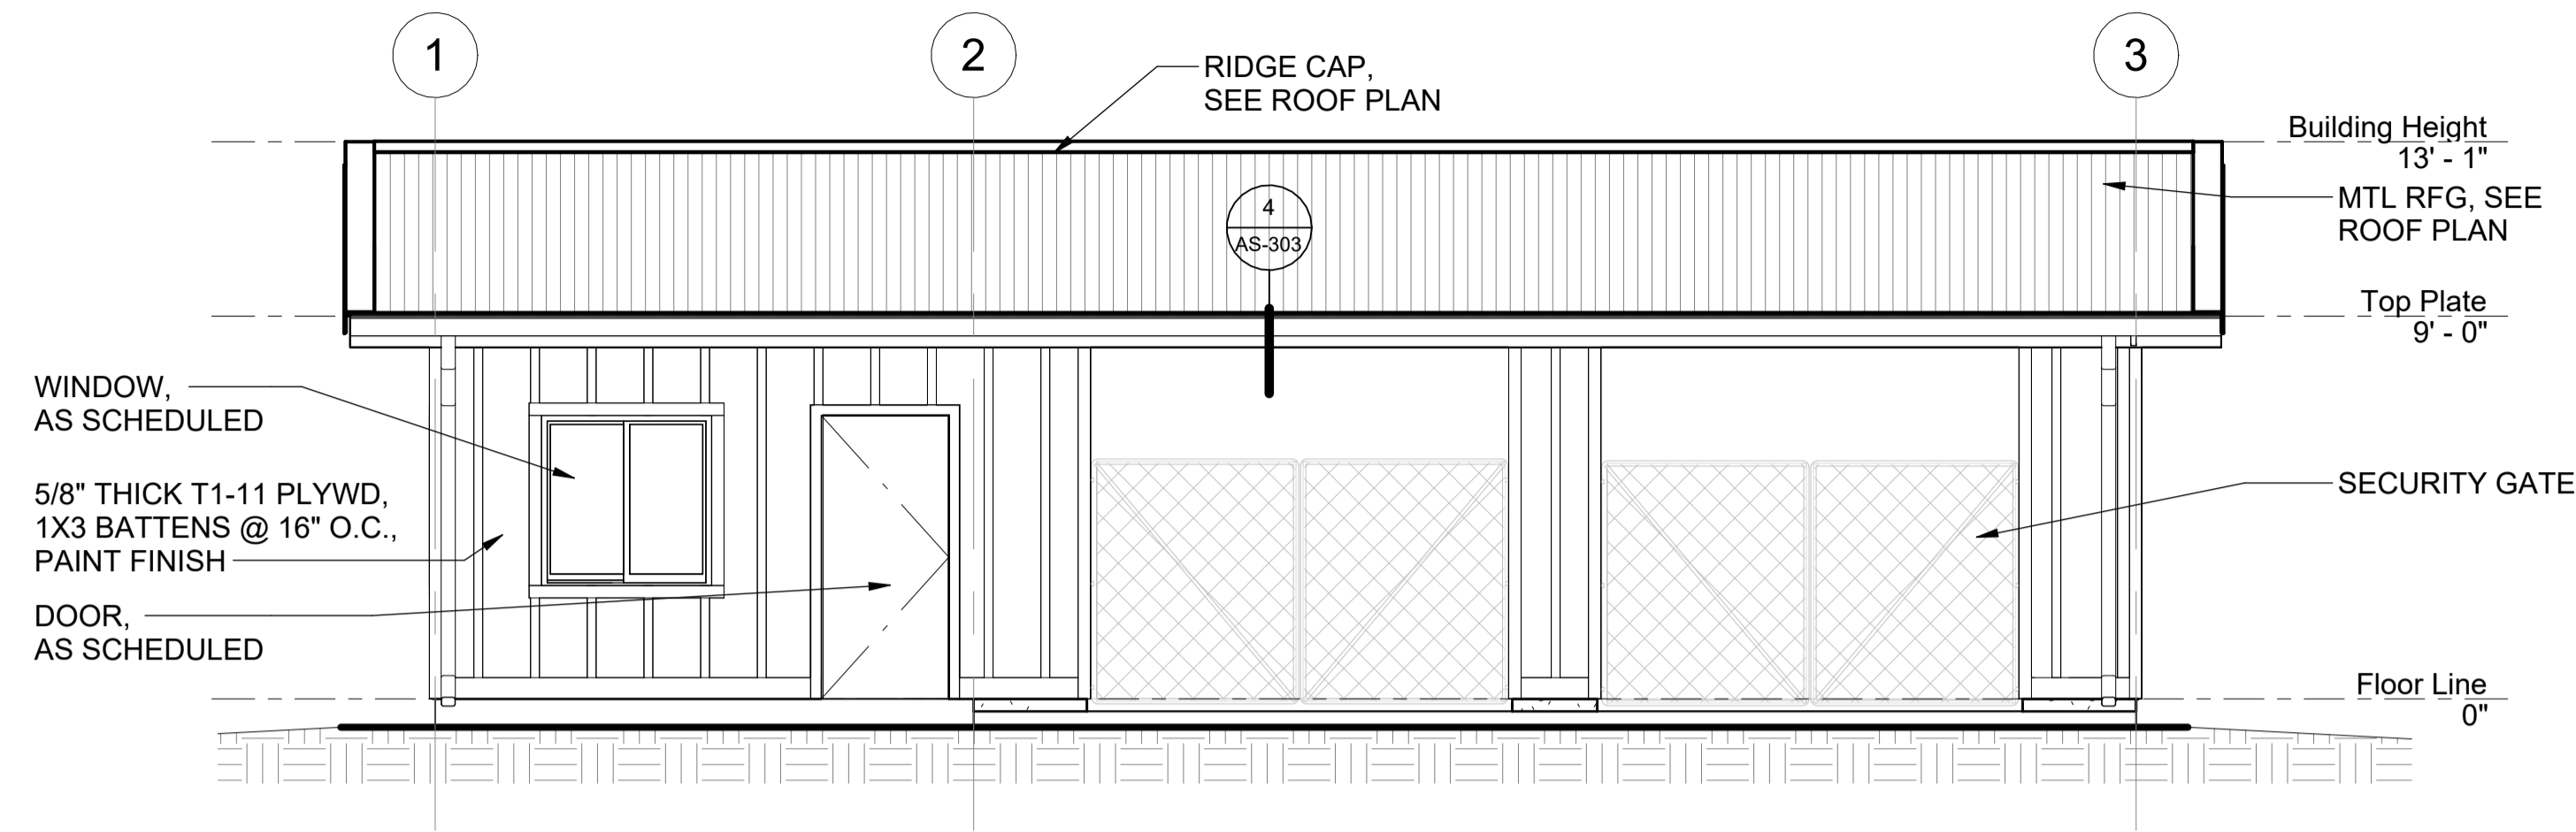 1
2
3
RIDGE CAP,
SEE ROOF PLAN
Building Height
13' - 1"
MTL RFG, SEE
ROOF PLAN
4
AS-303
Top Plate
9' - 0"
WINDOW,
AS SCHEDULED
5/8" THICK T1-11 PLYWD,
1X3 BATTENS @ 16" O.C.,
PAINT FINISH
SECURITY GATE
DOOR,
AS SCHEDULED
Floor Line
0"